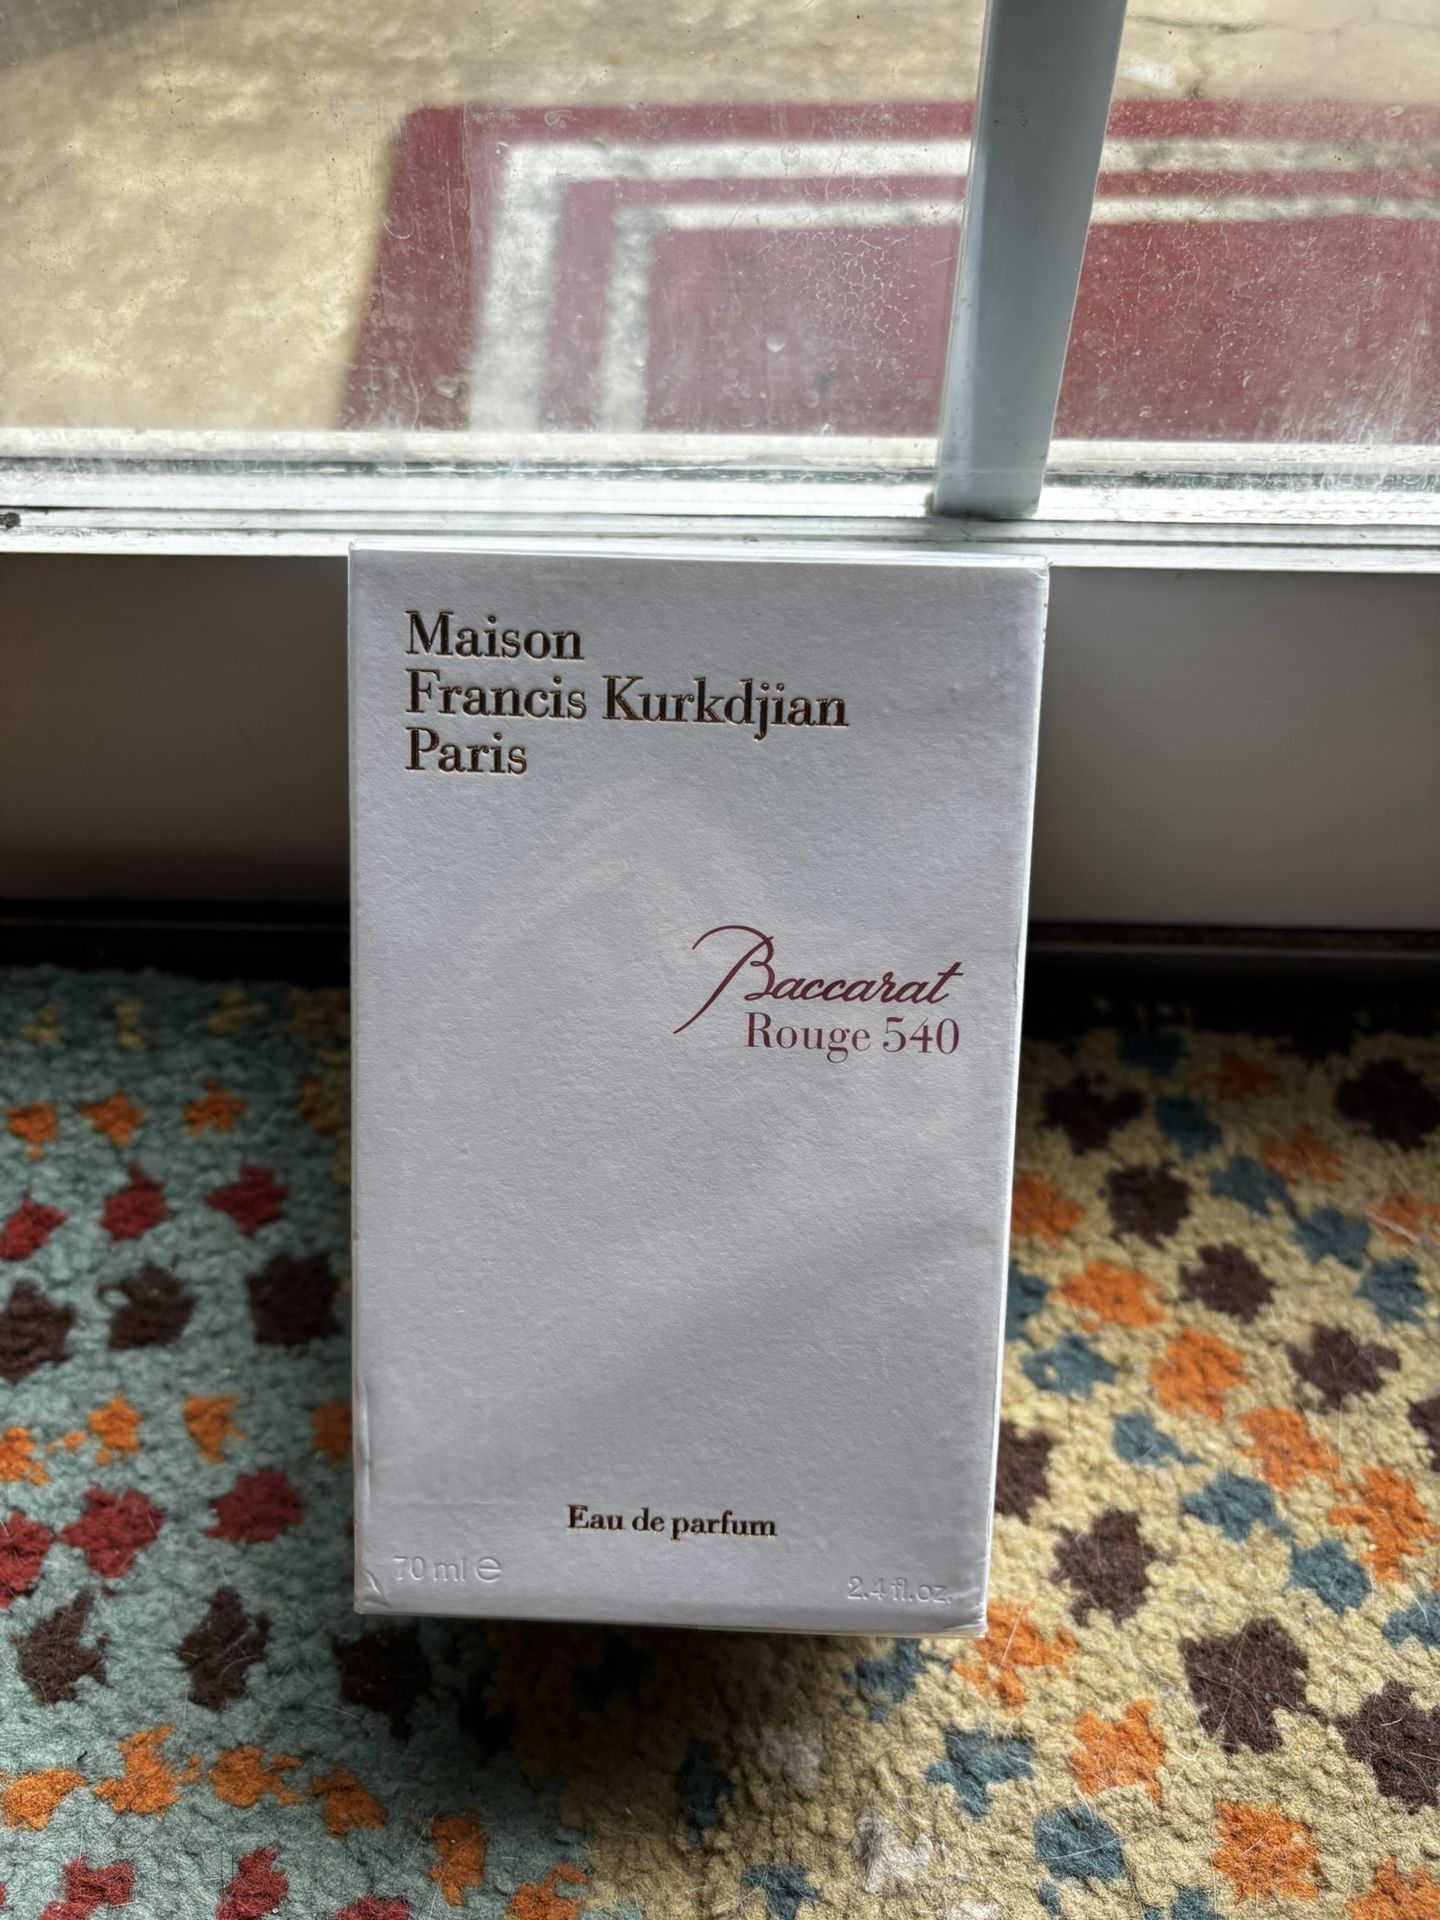 Maison
Francis Kurkdjian
Paris
Baccarat
Rouge 540
Eau de parfum
70 ml ℮
2.4 fl.oz.